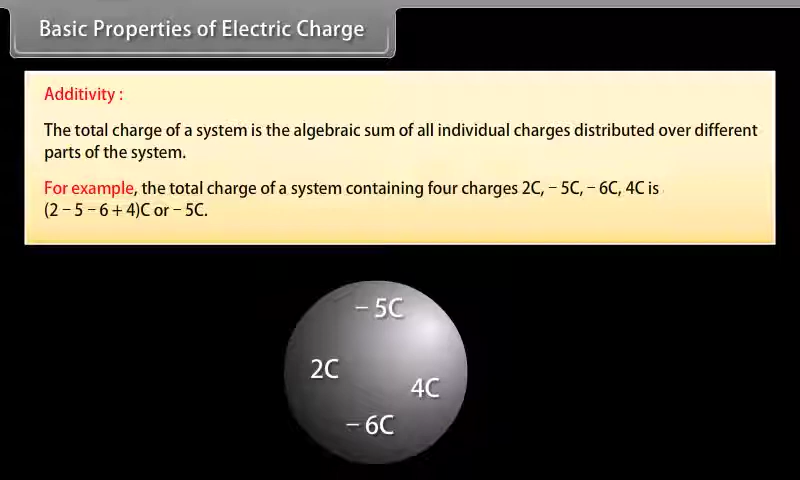 Basic Properties of Electric Charge
Additivity :
The total charge of a system is the algebraic sum of all individual charges distributed over different
parts of the system.
For example, the total charge of a system containing four charges 2C, – 5C, – 6C, 4C is
(2 – 5 – 6 + 4)C or – 5C.
– 5C
2C
4C
– 6C